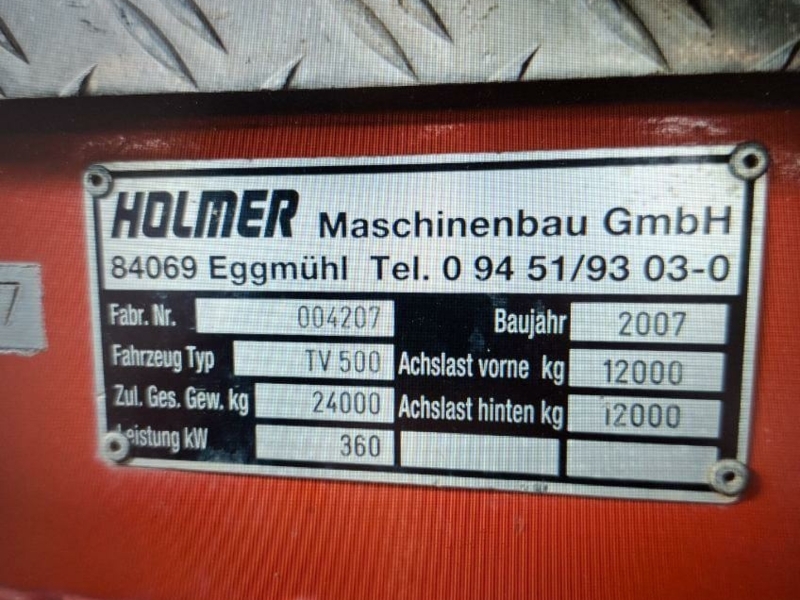 HOLMER Maschinenbau GmbH
84069 Eggmühl Tel. 0 94 51/93 03-0
Fabr. Nr. 004207 Baujahr 2007
Fahrzeug Typ TV 500 Achslast vorne kg 12000
Zul. Ges. Gew. kg 24000 Achslast hinten kg 12000
Leistung kW 360
7